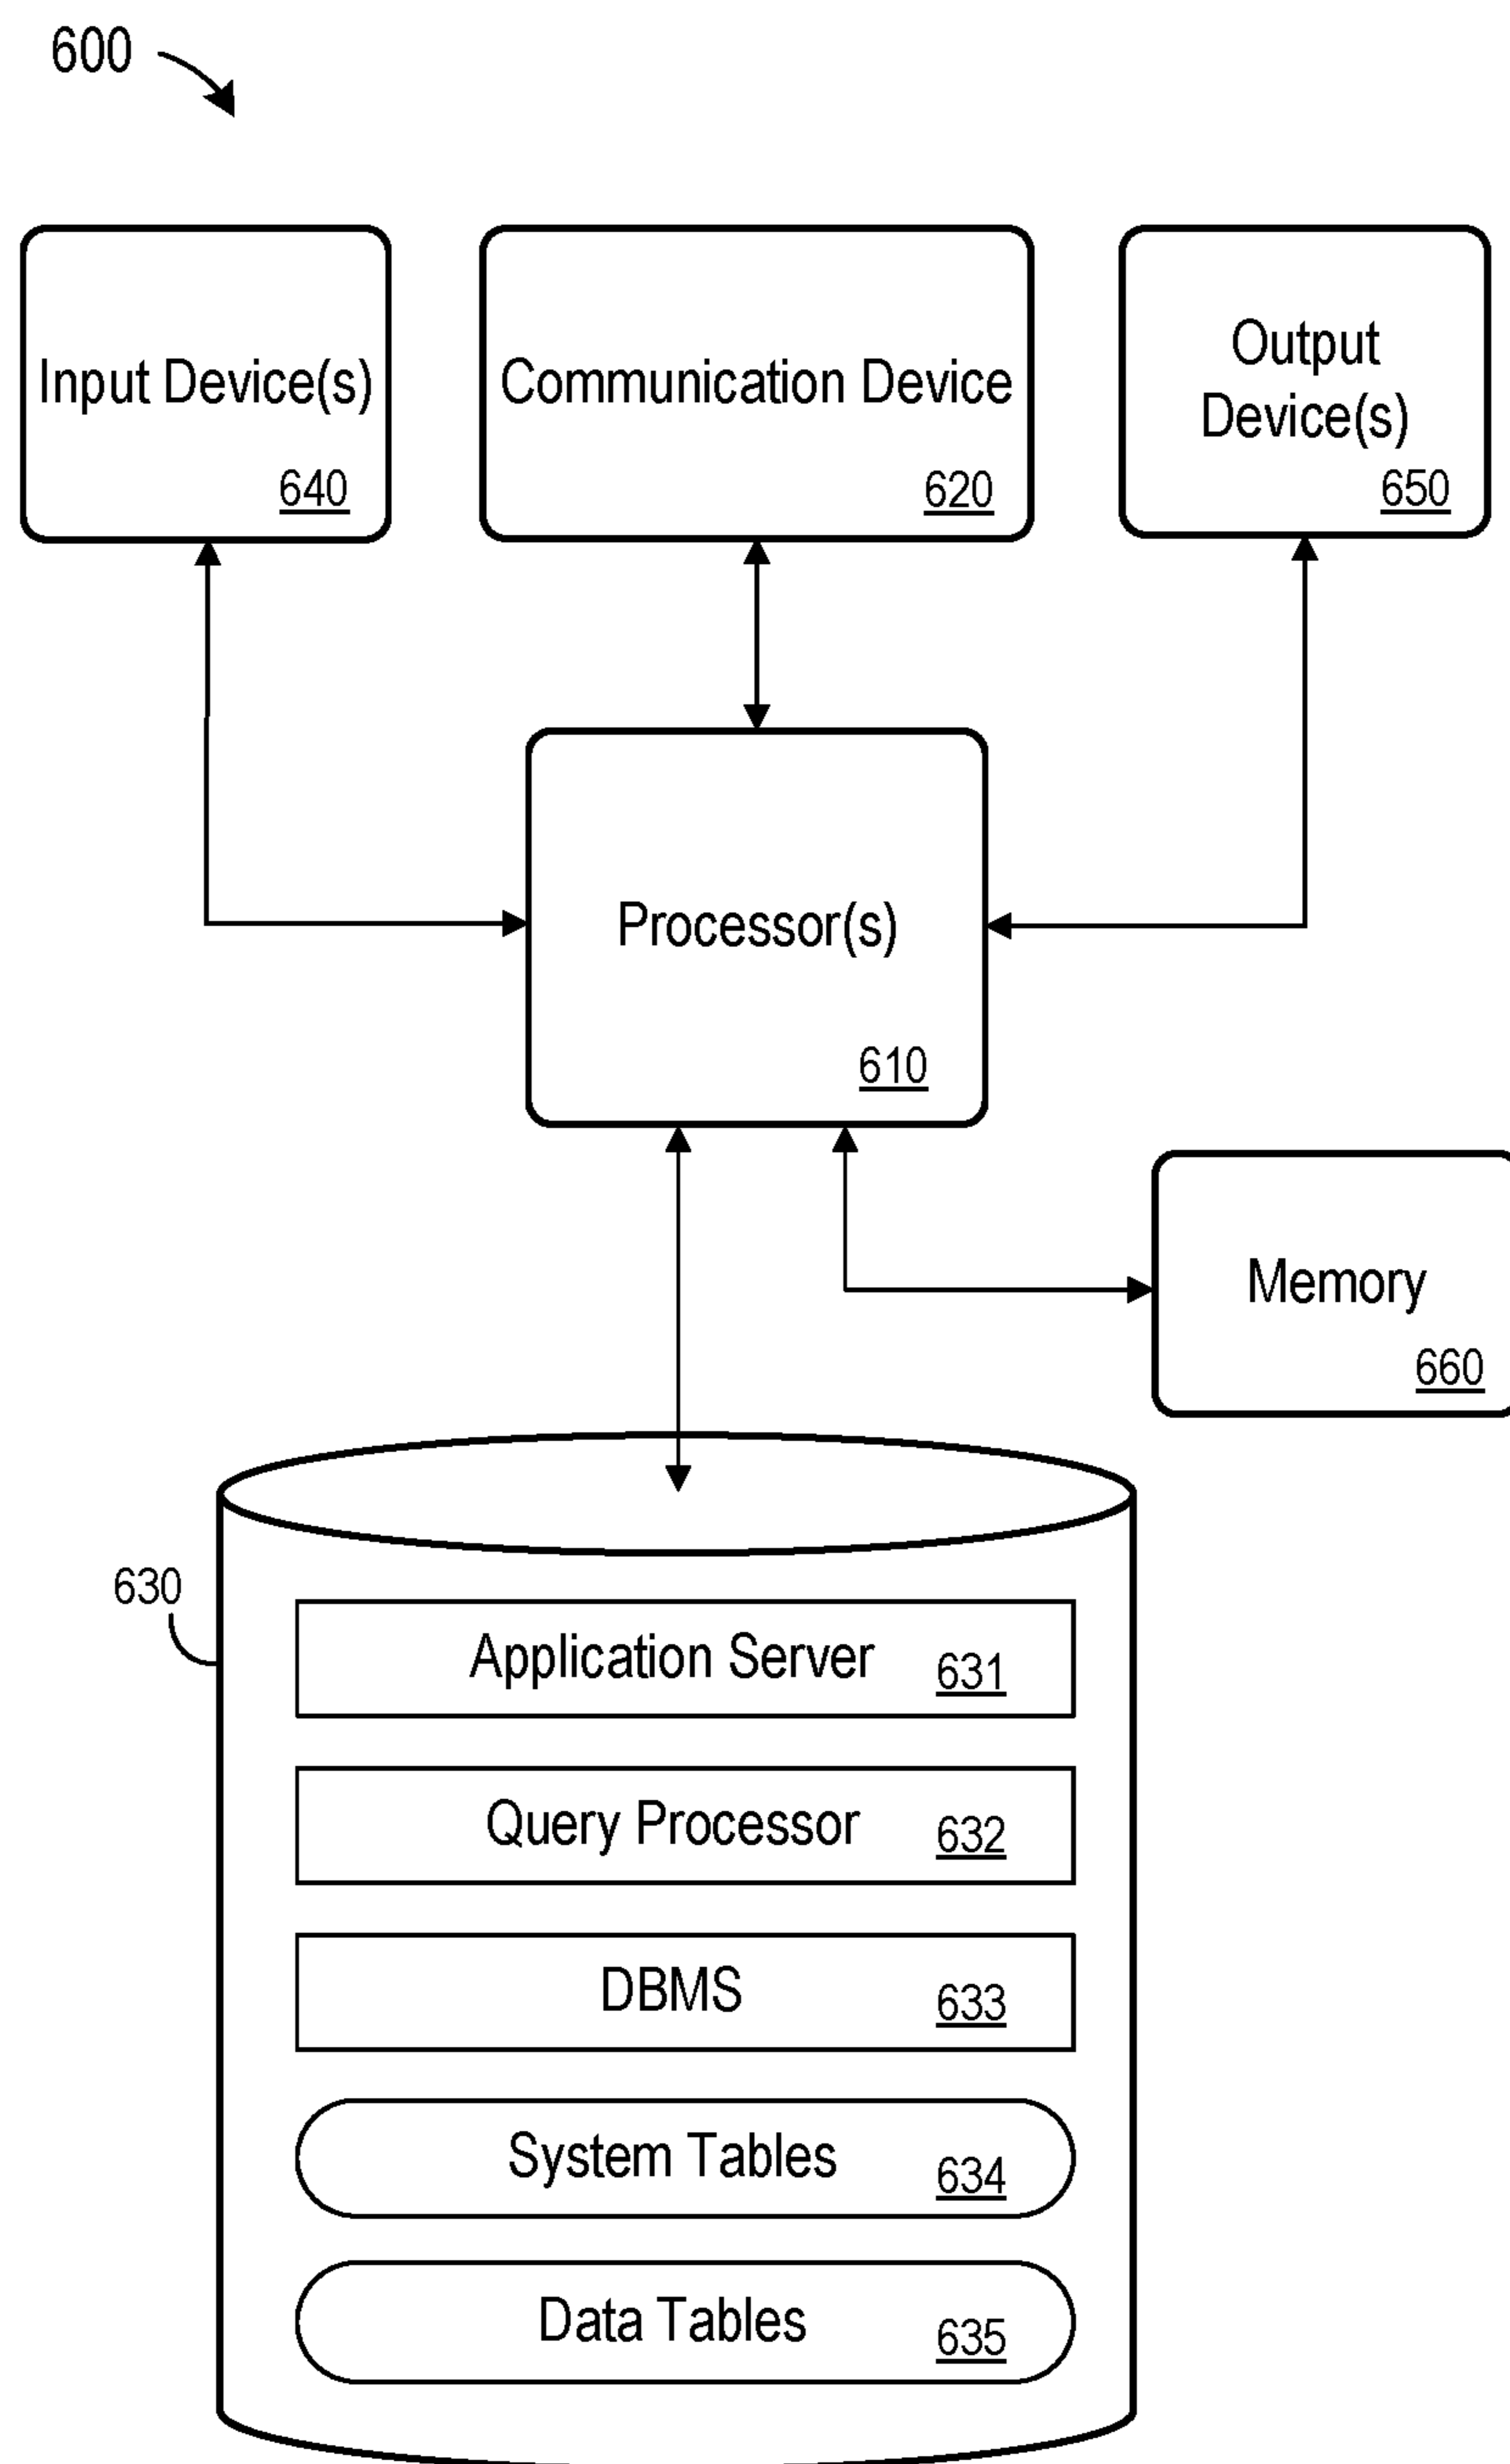 600
Input Device(s)
640
Communication Device
620
Output
Device(s)
650
Processor(s)
610
Memory
660
630
Application Server 631
Query Processor 632
DBMS 633
System Tables 634
Data Tables 635